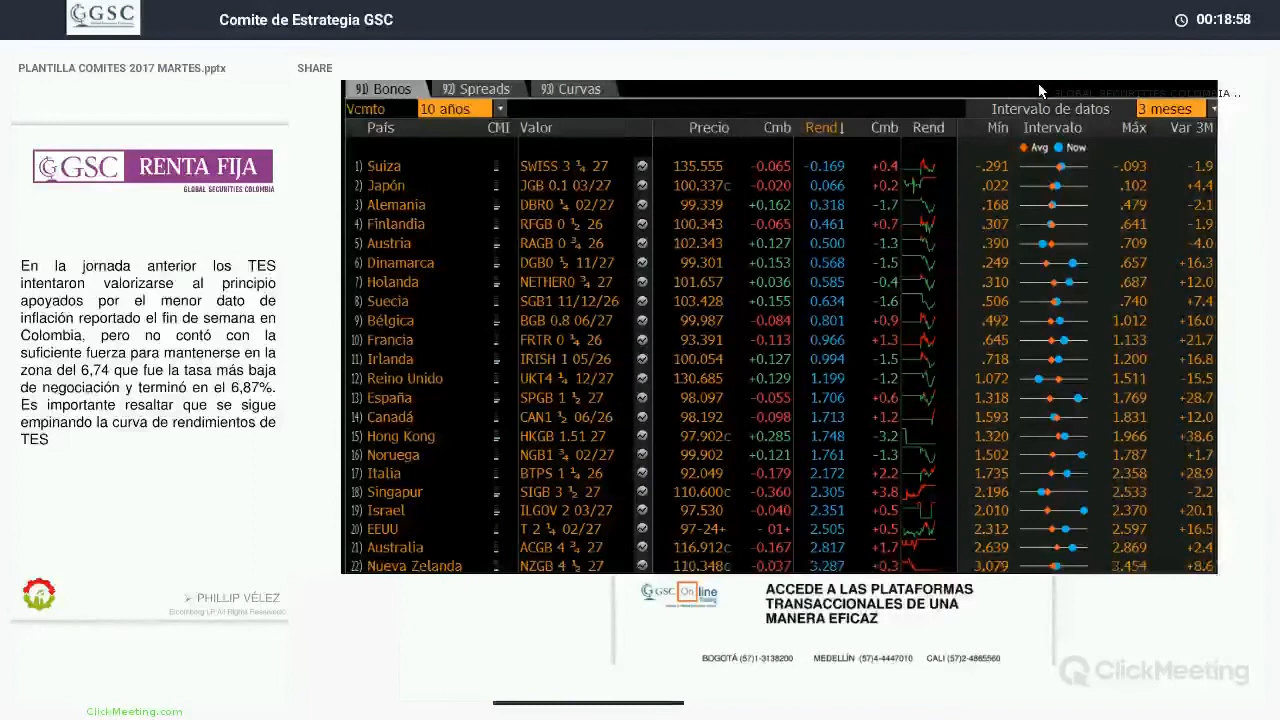 GSC
Comite de Estrategia GSC
00:18:58
PLANTILLA COMITES 2017 MARTES.pptx
SHARE
GSC RENTA FIJA
GLOBAL SECURITIES COLOMBIA
En la jornada anterior los TES
intentaron valorizarse al principio
apoyados por el menor dato de
inflación reportado el fin de semana en
Colombia, pero no contó con la
suficiente fuerza para mantenerse en la
zona del 6,74 que fue la tasa más baja
de negociación y terminó en el 6,87%.
Es importante resaltar que se sigue
empinando la curva de rendimientos de
TES
➢ PHILLIP VÉLEZ
Bloomberg LP All Rights Reserved©
91) Bonos 92) Spreads 93) Curvas
GLOBAL SECURITIES COLOMBIA ..
Vcmto 10 años Intervalo de datos 3 meses
País CMI Valor Precio Cmb Rend↓ Cmb Rend Mín Intervalo Máx Var 3M
Avg Now
1) Suiza SWISS 3 ¼ 27 135.555 -0.065 -0.169 +0.4 -.291 -.093 -1.9
2) Japón JGB 0.1 03/27 100.337c -0.020 0.066 +0.2 .022 .102 +4.4
3) Alemania DBR0 ¼ 02/27 99.339 +0.162 0.318 -1.7 .168 .479 -2.1
4) Finlandia RFGB 0 ½ 26 100.343 -0.065 0.461 +0.7 .307 .641 -1.9
5) Austria RAGB 0 ¾ 26 102.343 +0.127 0.500 -1.3 .390 .709 -4.0
6) Dinamarca DGB0 ½ 11/27 99.301 +0.153 0.568 -1.5 .249 .657 +16.3
7) Holanda NETHER0 ¾ 27 101.657 +0.036 0.585 -0.4 .310 .687 +12.0
8) Suecia SGB1 11/12/26 103.428 +0.155 0.634 -1.6 .506 .740 +7.4
9) Bélgica BGB 0.8 06/27 99.987 -0.084 0.801 +0.9 .492 1.012 +16.0
10) Francia FRTR 0 ¼ 26 93.391 -0.113 0.966 +1.3 .645 1.133 +21.7
11) Irlanda IRISH 1 05/26 100.054 +0.127 0.994 -1.5 .718 1.200 +16.8
12) Reino Unido UKT4 ¼ 12/27 130.685 +0.129 1.199 -1.2 1.072 1.511 -15.5
13) España SPGB 1 ½ 27 98.097 -0.055 1.706 +0.6 1.318 1.769 +28.7
14) Canadá CAN1 ½ 06/26 98.192 -0.098 1.713 +1.2 1.593 1.831 +12.0
15) Hong Kong HKGB 1.51 27 97.902c +0.285 1.748 -3.2 1.320 1.966 +38.6
16) Noruega NGB1 ¾ 02/27 99.902 +0.121 1.761 -1.3 1.502 1.787 +1.7
17) Italia BTPS 1 ¼ 26 92.049 -0.179 2.172 +2.2 1.735 2.358 +28.9
18) Singapur SIGB 3 ½ 27 110.600c -0.360 2.305 +3.8 2.196 2.533 -2.2
19) Israel ILGOV 2 03/27 97.530 -0.040 2.351 +0.5 2.010 2.370 +20.1
20) EEUU T 2 ¼ 02/27 97-24+ - 01+ 2.505 +0.5 2.312 2.597 +16.5
21) Australia ACGB 4 ¾ 27 116.912c -0.167 2.817 +1.7 2.639 2.869 +2.4
22) Nueva Zelanda NZGB 4 ½ 27 110.348c -0.037 3.287 +0.3 3.079 3.454 +8.6
GSC Online
Trading
ACCEDE A LAS PLATAFORMAS
TRANSACCIONALES DE UNA
MANERA EFICAZ
BOGOTÁ (57)1-3138200 MEDELLÍN (57)4-4447010 CALI (57)2-4865560
ClickMeeting
ClickMeeting.com